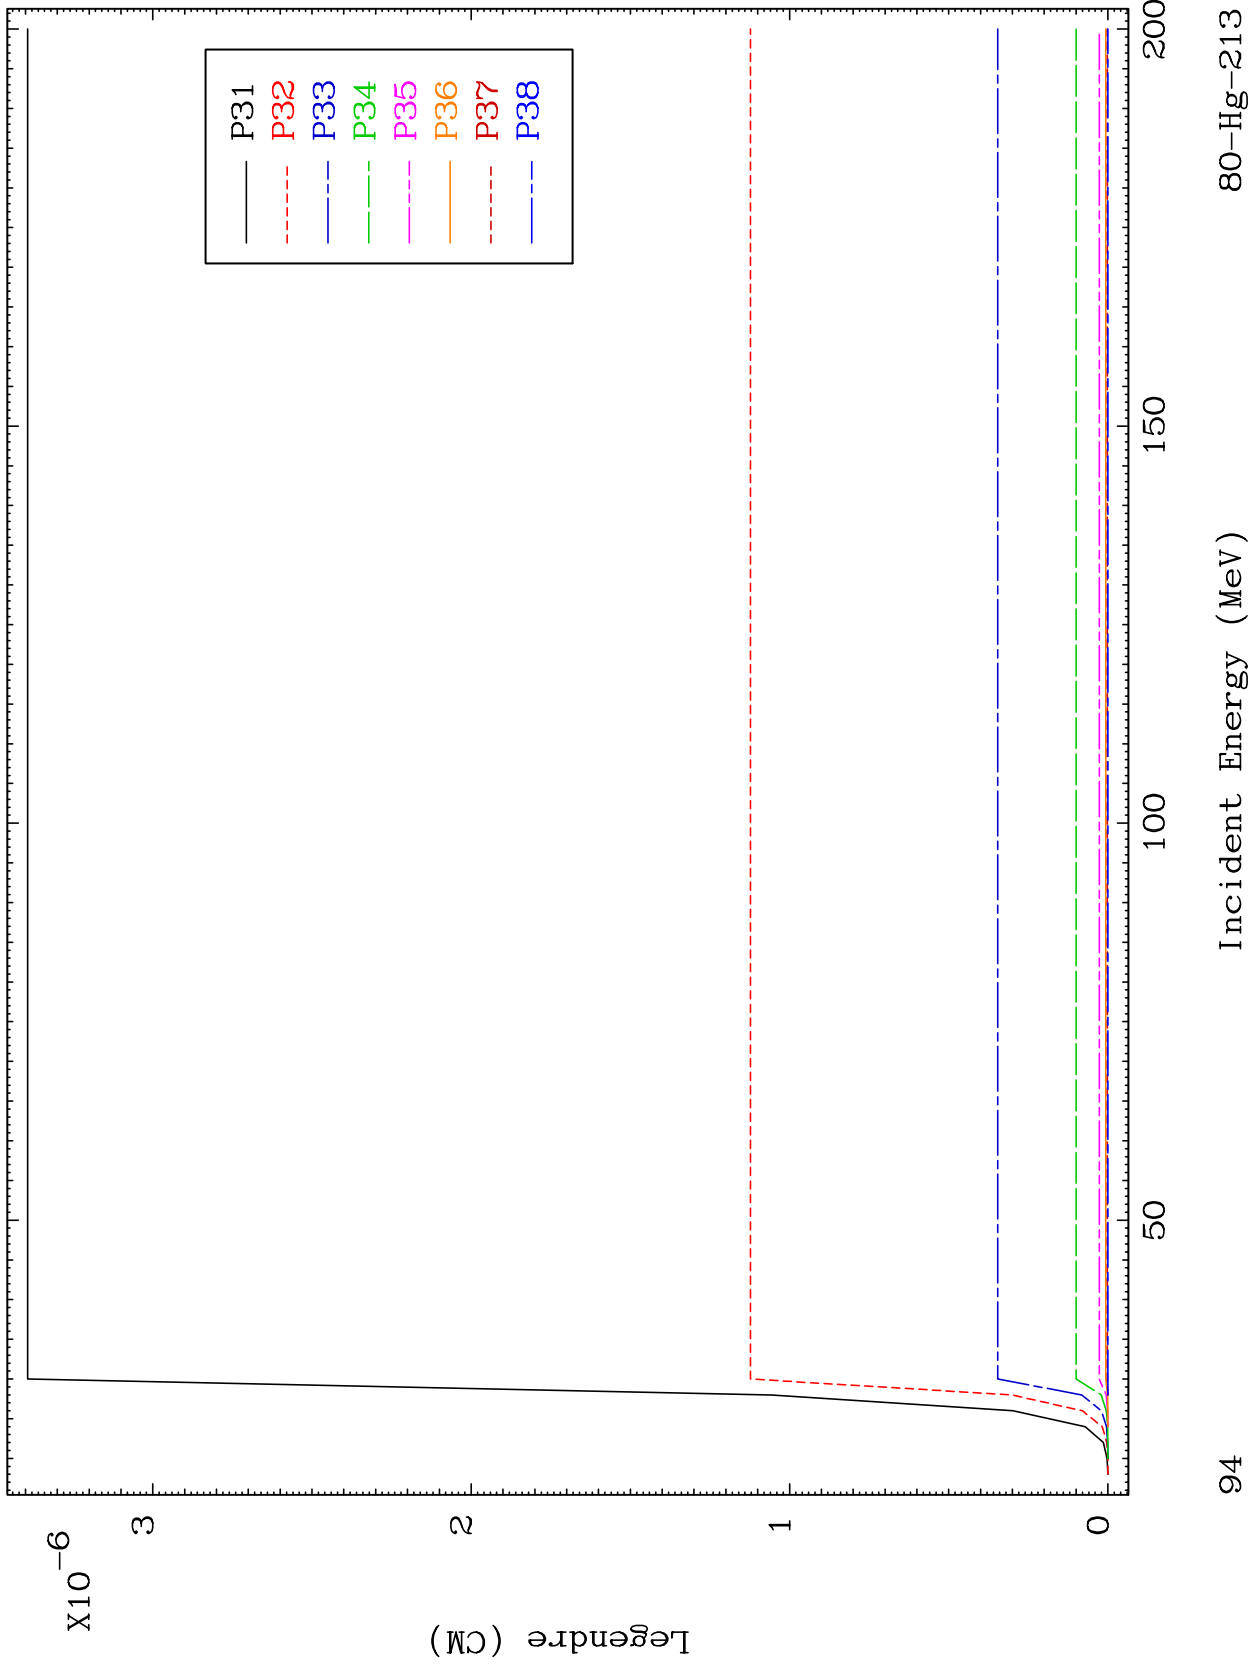 X10
-6
3
2
1
0
Legendre (CM)
P31
P32
P33
P34
P35
P36
P37
P38
50
100
150
200
Incident Energy (MeV)
94
80-Hg-213